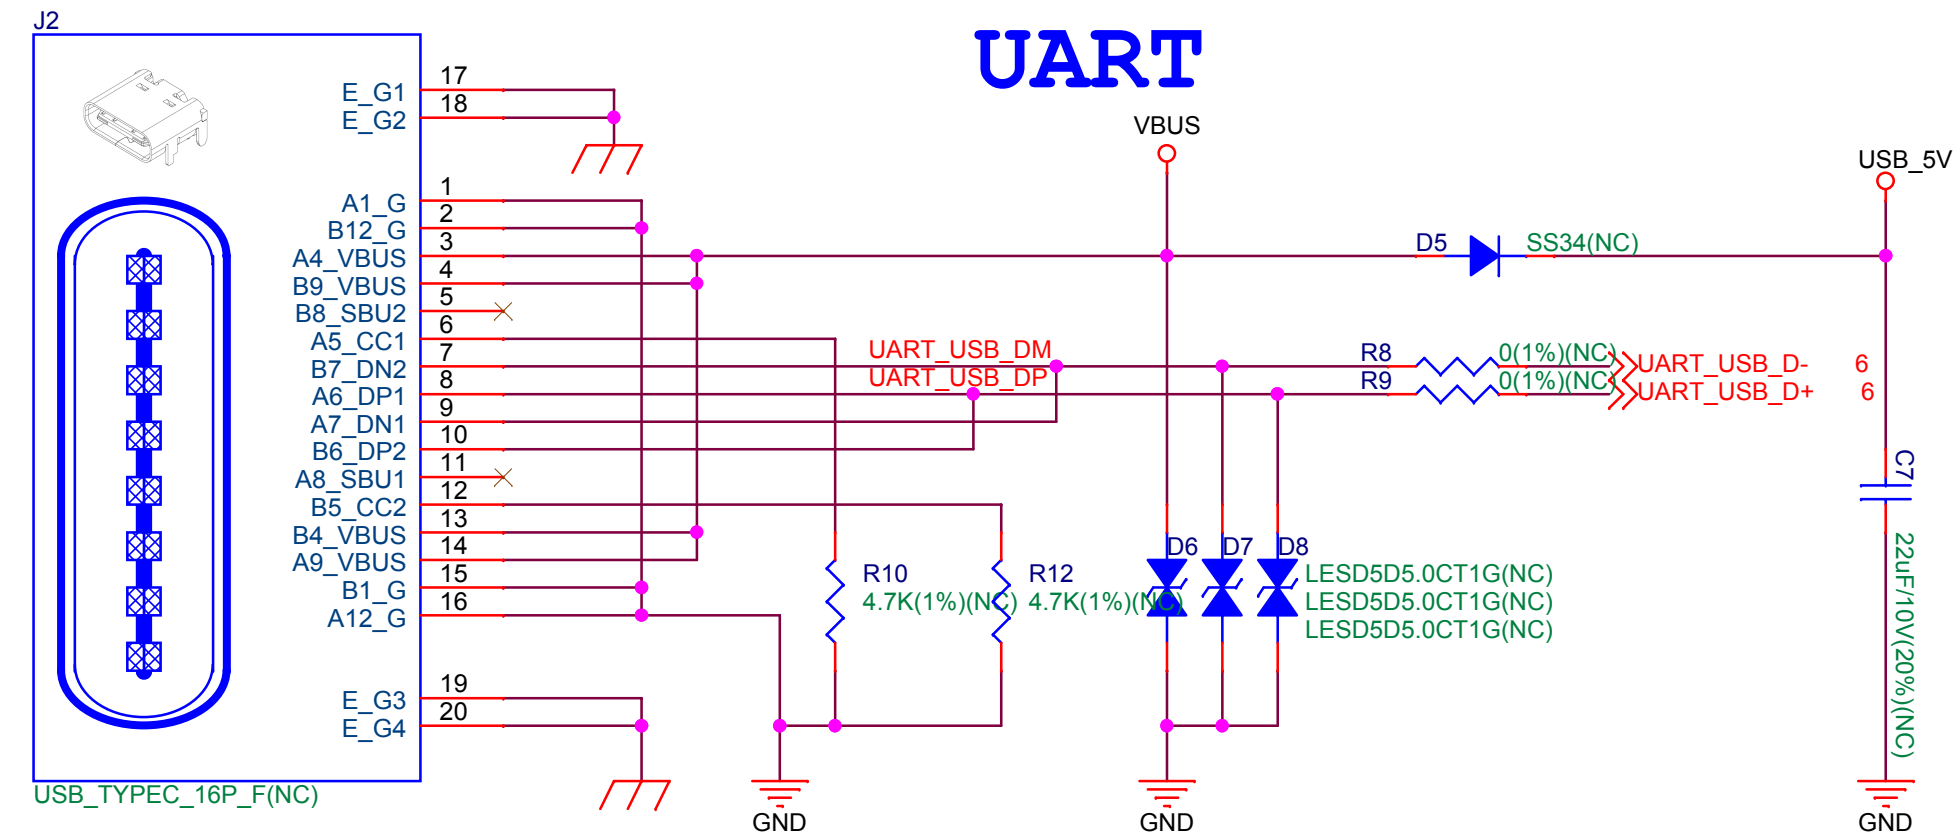 J2
UART
VBUS
USB_5V
E_G1 17
E_G2 18
A1_G 1
B12_G 2
A4_VBUS 3
B9_VBUS 4
B8_SBU2 5
A5_CC1 6
B7_DN2 7
A6_DP1 8
A7_DN1 9
B6_DP2 10
A8_SBU1 11
B5_CC2 12
B4_VBUS 13
A9_VBUS 14
B1_G 15
A12_G 16
E_G3 19
E_G4 20
USB_TYPEC_16P_F(NC)
D5 SS34(NC)
UART_USB_DM
UART_USB_DP
R8 0(1%)(NC) UART_USB_D- 6
R9 0(1%)(NC) UART_USB_D+ 6
R10
4.7K(1%)(NC)
R12
4.7K(1%)(NC)
D6 D7 D8
LESD5D5.0CT1G(NC)
LESD5D5.0CT1G(NC)
LESD5D5.0CT1G(NC)
C7
22uF/10V(20%)(NC)
GND
GND
GND